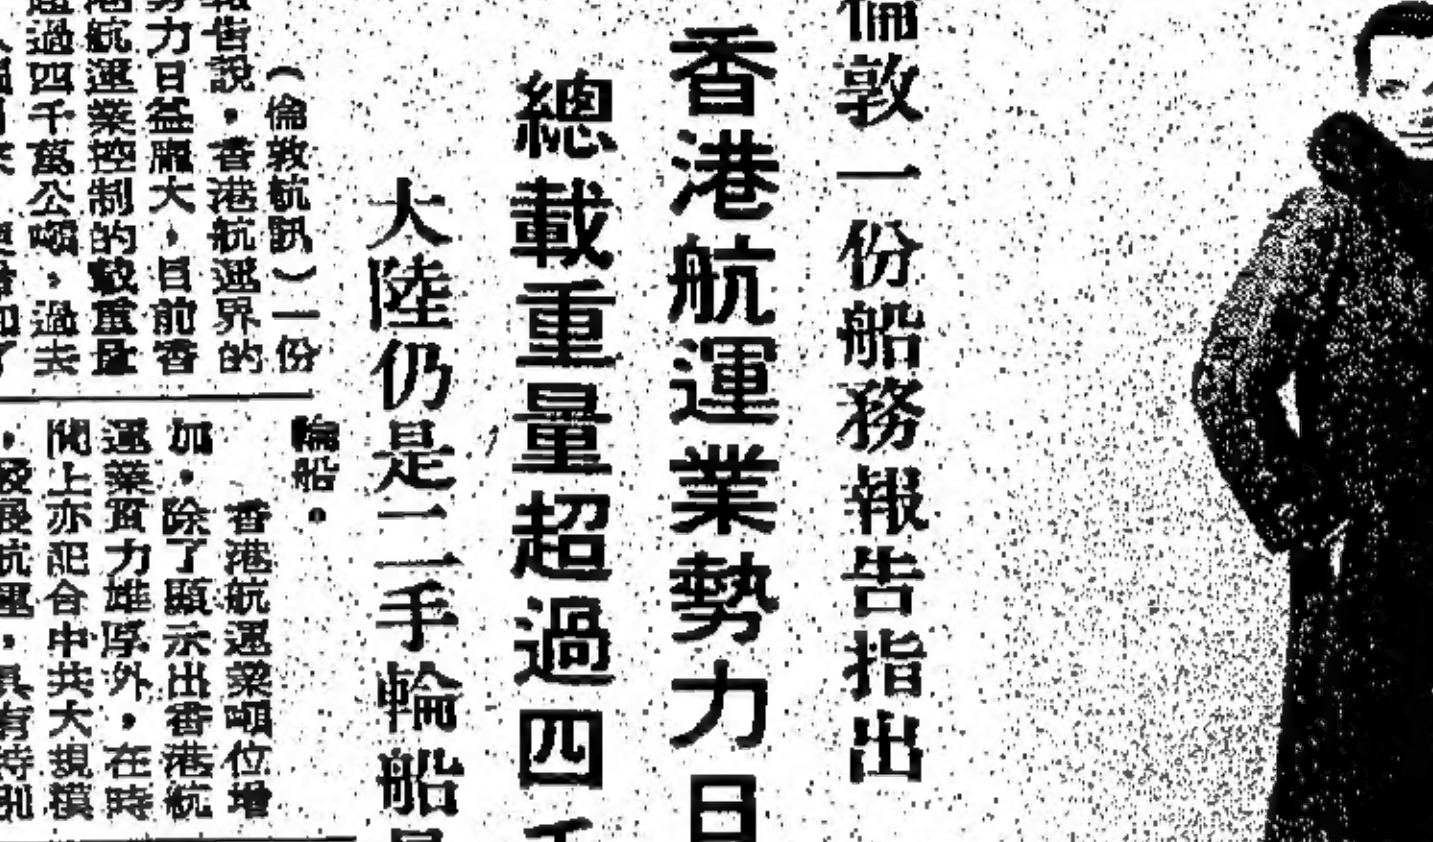 倫敦一份船務報告指出
香港航運業勢力日
總載重量超過四千
大陸仍是二手輪船
(倫敦航訊)一份
報告說,香港航運界的
勢力日益龐大,目前香
港航運業控制的載重量
超過四千萬公噸,過去
輪船。
香港航運業噸位增
加,除了顯示出香港航
運業實力雄厚外,在時
間上亦配合中共大規模
,發展航運,具有特別